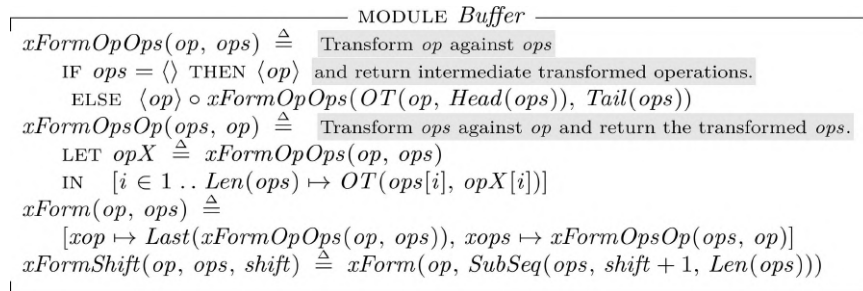 MODULE Buffer
xFormOpOps(op, ops) ≜ Transform op against ops
IF ops = ⟨⟩ THEN ⟨op⟩ and return intermediate transformed operations.
ELSE ⟨op⟩ ∘ xFormOpOps(OT(op, Head(ops)), Tail(ops))
xFormOpsOp(ops, op) ≜ Transform ops against op and return the transformed ops.
LET opX ≜ xFormOpOps(op, ops)
IN [i ∈ 1 .. Len(ops) ↦ OT(ops[i], opX[i])]
xForm(op, ops) ≜
[xop ↦ Last(xFormOpOps(op, ops)), xops ↦ xFormOpsOp(ops, op)]
xFormShift(op, ops, shift) ≜ xForm(op, SubSeq(ops, shift + 1, Len(ops)))